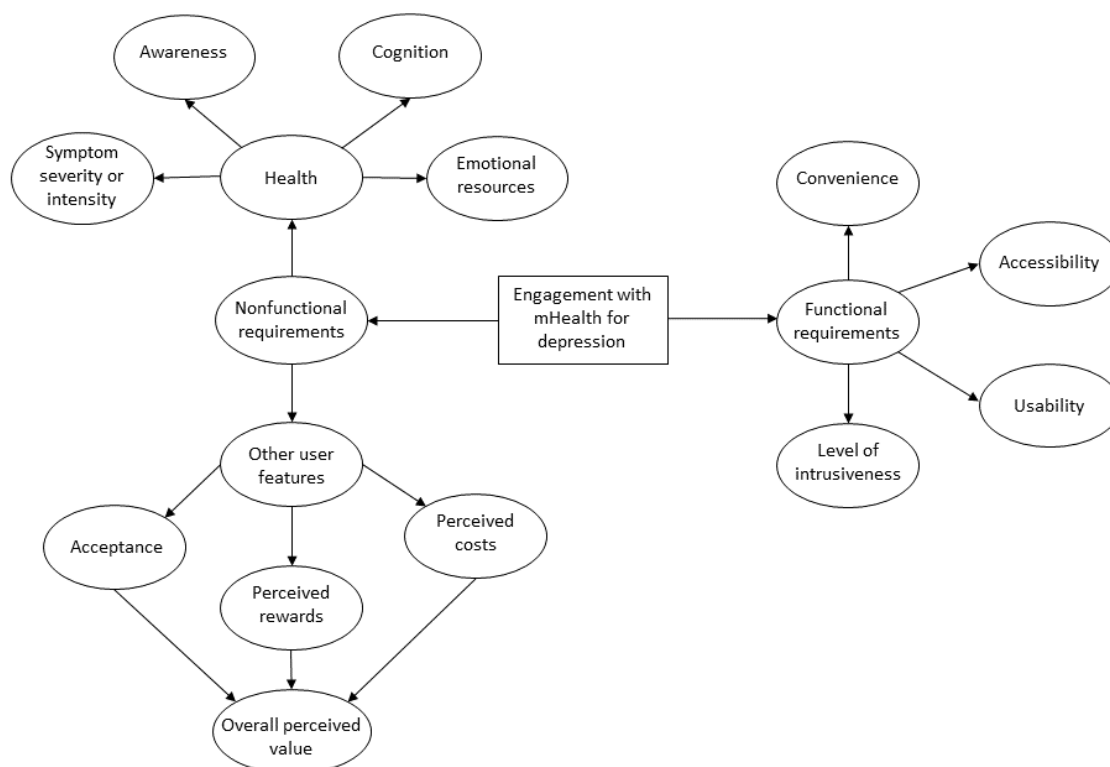 Awareness
Cognition
Symptom
severity or
intensity
Health
Emotional
resources
Convenience
Accessibility
Nonfunctional
requirements
Engagement with
mHealth for
depression
Functional
requirements
Usability
Level of
intrusiveness
Other user
features
Acceptance
Perceived
costs
Perceived
rewards
Overall perceived
value